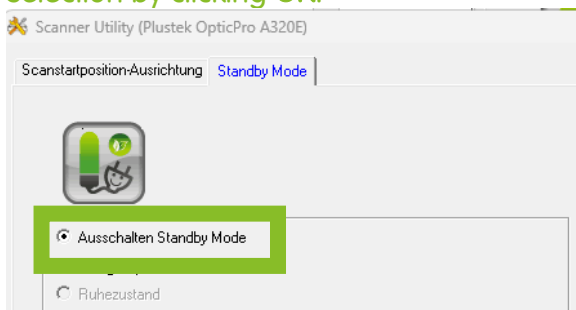 selection by clicking OK.
Scanner Utility (Plustek OpticPro A320E)
Scanstartposition-Ausrichtung Standby Mode
Ausschalten Standby Mode
Ruhezustand